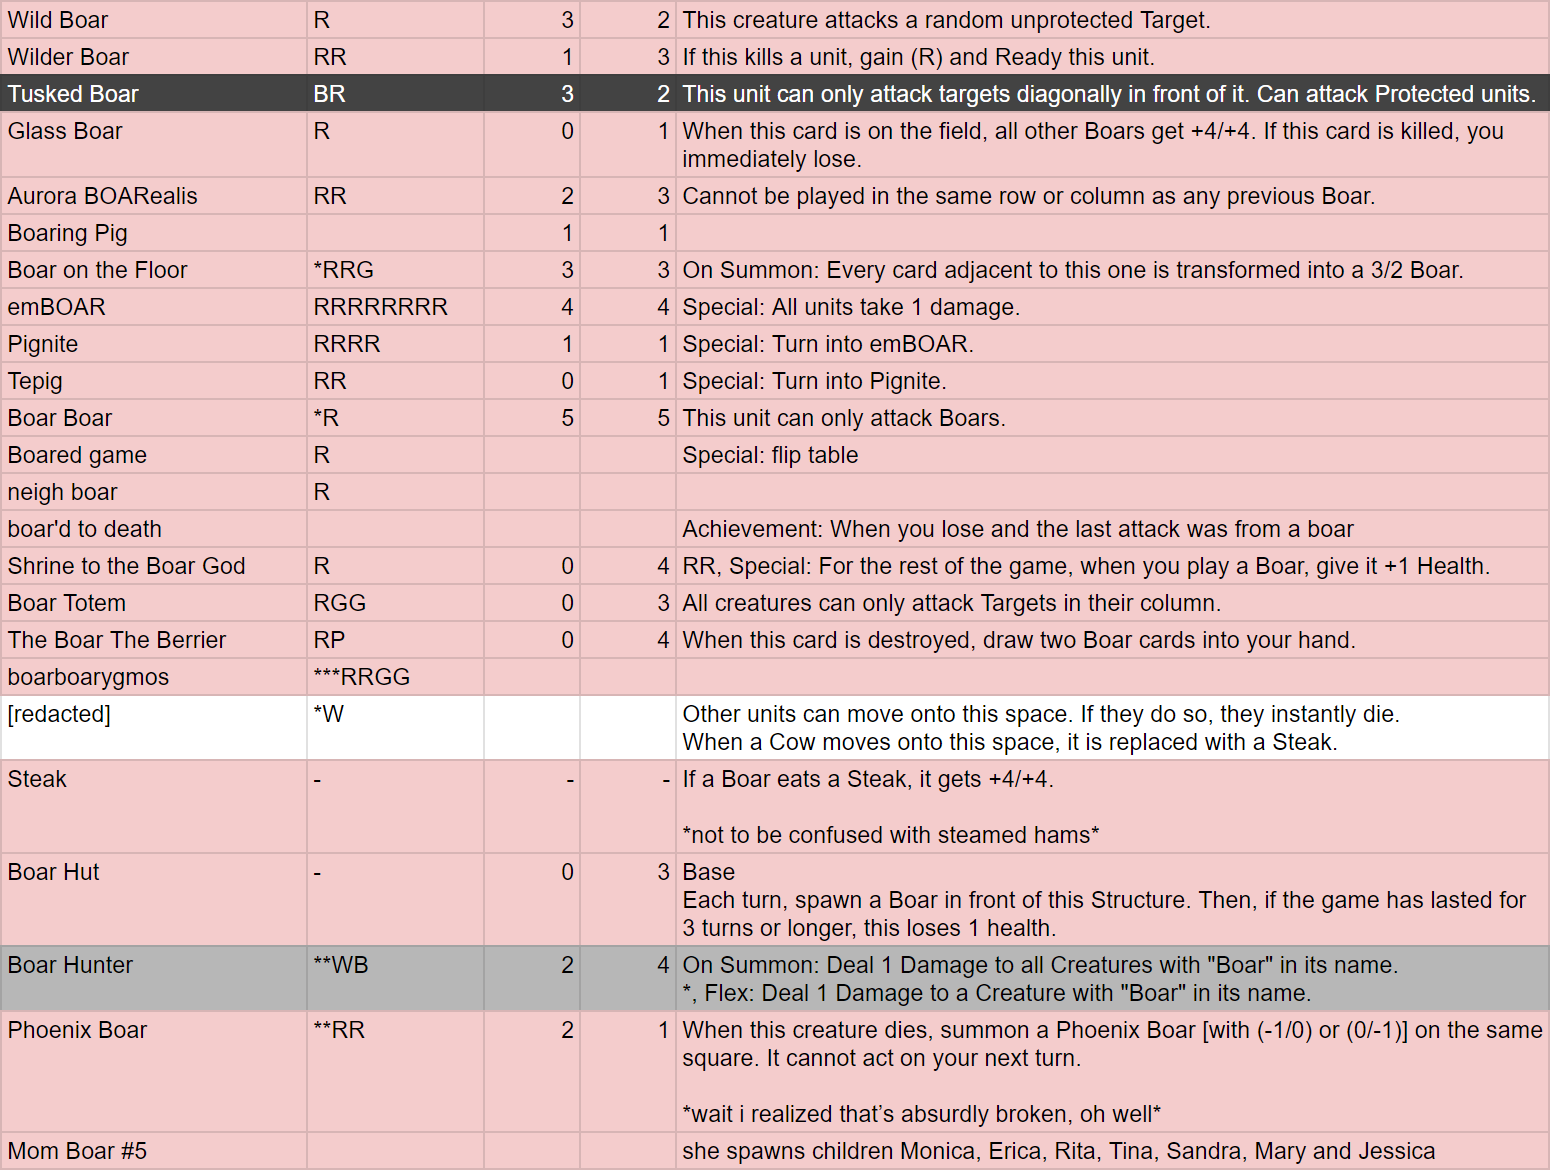 Wild Boar R 3 2 This creature attacks a random unprotected Target.
Wilder Boar RR 1 3 If this kills a unit, gain (R) and Ready this unit.
Tusked Boar BR 3 2 This unit can only attack targets diagonally in front of it. Can attack Protected units.
Glass Boar R 0 1 When this card is on the field, all other Boars get +4/+4. If this card is killed, you
immediately lose.
Aurora BOARealis RR 2 3 Cannot be played in the same row or column as any previous Boar.
Boaring Pig 1 1
Boar on the Floor *RRG 3 3 On Summon: Every card adjacent to this one is transformed into a 3/2 Boar.
emBOAR RRRRRRRR 4 4 Special: All units take 1 damage.
Pignite RRRR 1 1 Special: Turn into emBOAR.
Tepig RR 0 1 Special: Turn into Pignite.
Boar Boar *R 5 5 This unit can only attack Boars.
Boared game R Special: flip table
neigh boar R
boar'd to death Achievement: When you lose and the last attack was from a boar
Shrine to the Boar God R 0 4 RR, Special: For the rest of the game, when you play a Boar, give it +1 Health.
Boar Totem RGG 0 3 All creatures can only attack Targets in their column.
The Boar The Berrier RP 0 4 When this card is destroyed, draw two Boar cards into your hand.
boarboarygmos ***RRGG
[redacted] *W Other units can move onto this space. If they do so, they instantly die.
When a Cow moves onto this space, it is replaced with a Steak.
Steak - - - If a Boar eats a Steak, it gets +4/+4.
*not to be confused with steamed hams*
Boar Hut - 0 3 Base
Each turn, spawn a Boar in front of this Structure. Then, if the game has lasted for
3 turns or longer, this loses 1 health.
Boar Hunter **WB 2 4 On Summon: Deal 1 Damage to all Creatures with "Boar" in its name.
*, Flex: Deal 1 Damage to a Creature with "Boar" in its name.
Phoenix Boar **RR 2 1 When this creature dies, summon a Phoenix Boar [with (-1/0) or (0/-1)] on the same
square. It cannot act on your next turn.
*wait i realized that’s absurdly broken, oh well*
Mom Boar #5 she spawns children Monica, Erica, Rita, Tina, Sandra, Mary and Jessica